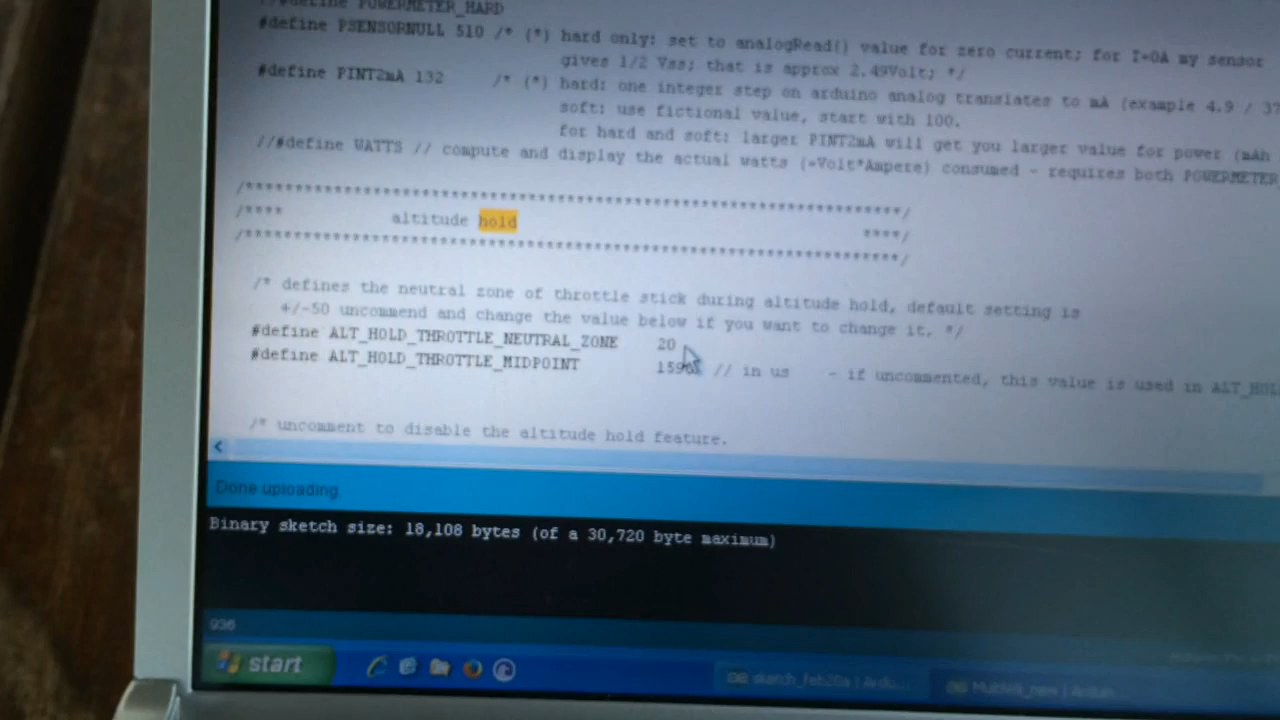 //#define POWERMETER_HARD
#define PSENSORNULL 510 /* (*) hard only: set to analogRead() value for zero current; for I=0A my sensor
gives 1/2 Vss; that is approx 2.49Volt; */
#define PINT2mA 132 /* (*) hard: one integer step on arduino analog translates to mA (example 4.9 / 37
soft: use fictional value, start with 100.
for hard and soft: larger PINT2mA will get you larger value for power (mAh
//#define WATTS // compute and display the actual watts (=Volt*Ampere) consumed - requires both POWERMETER
/**** altitude hold ****/
/* defines the neutral zone of throttle stick during altitude hold, default setting is
+/-50 uncommend and change the value below if you want to change it. */
#define ALT_HOLD_THROTTLE_NEUTRAL_ZONE 20
#define ALT_HOLD_THROTTLE_MIDPOINT // in us - if uncommented, this value is used in ALT_HOL
/* uncomment to disable the altitude hold feature.
Done uploading.
Binary sketch size: 18,108 bytes (of a 30,720 byte maximum)
936
start
sketch_feb20a | Ardu...